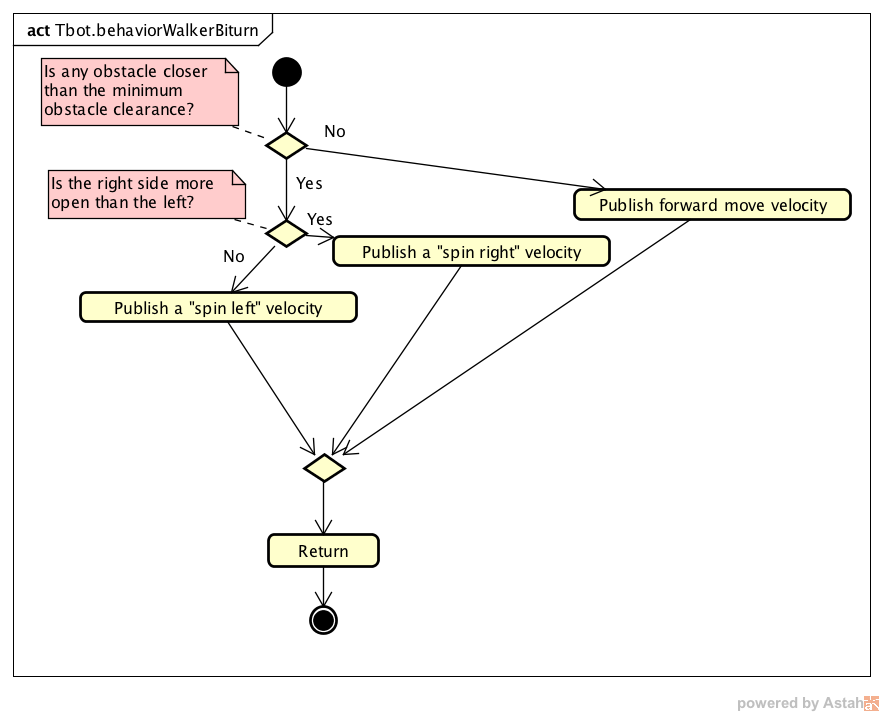 act Tbot.behaviorWalkerBiturn
Is any obstacle closer
than the minimum
obstacle clearance?
No
Yes
Is the right side more
open than the left?
Publish forward move velocity
Yes
Publish a "spin right" velocity
No
Publish a "spin left" velocity
Return
powered by Astah